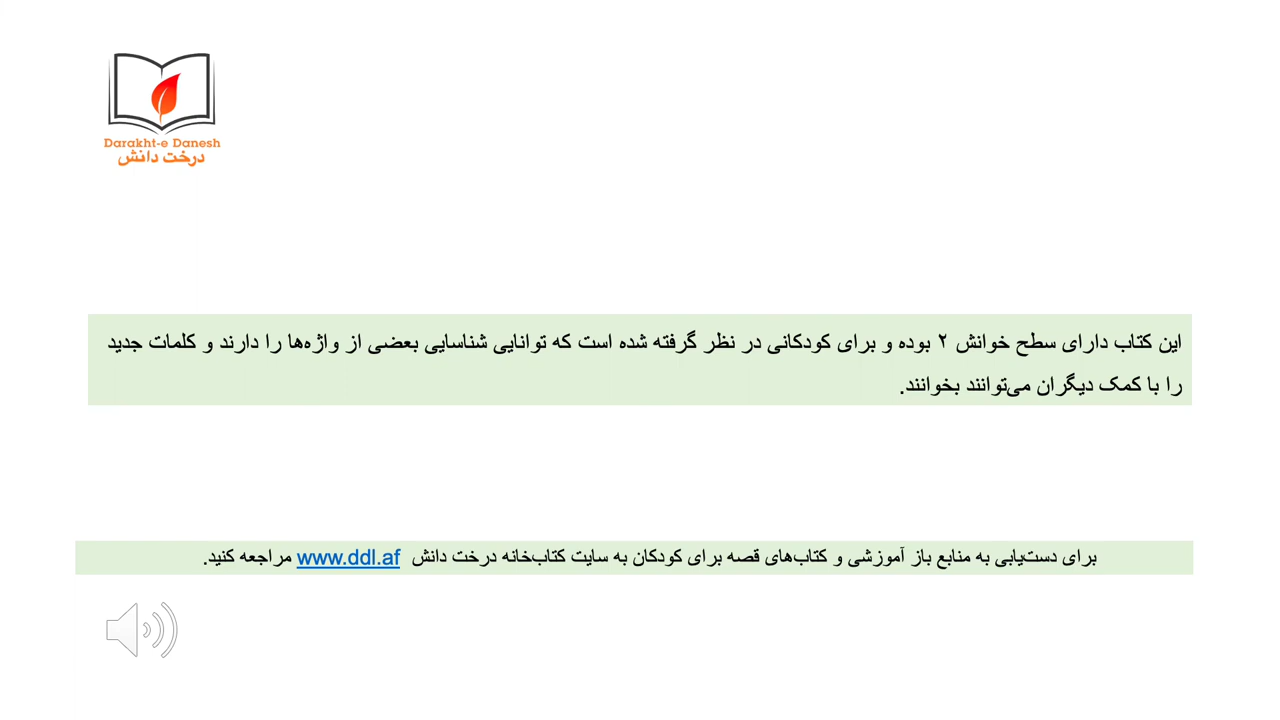 Darakht-e Danesh
درخت دانش
این کتاب دارای سطح خوانش ۲ بوده و برای کودکانی در نظر گرفته شده است که توانایی شناسایی بعضی از واژه‌ها را دارند و کلمات جدید
را با کمک دیگران می‌توانند بخوانند.
برای دست‌یابی به منابع باز آموزشی و کتاب‌های قصه برای کودکان به سایت کتاب‌خانه درخت دانش www.ddl.af مراجعه کنید.